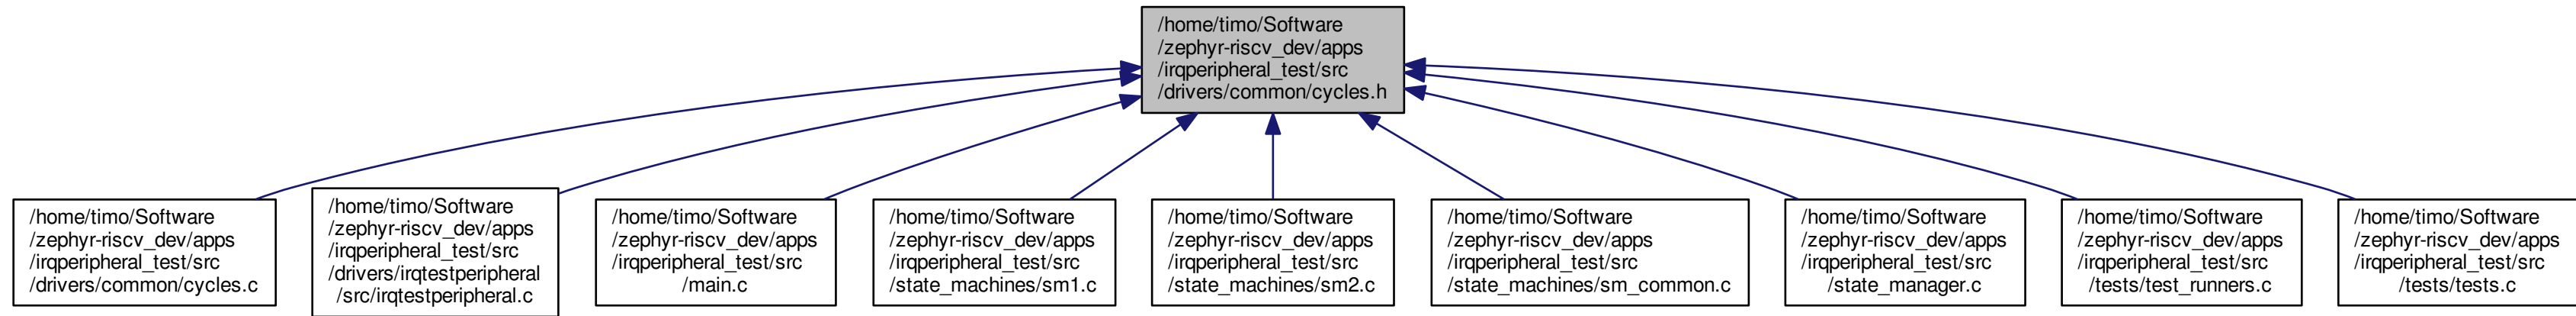 /home/timo/Software
/zephyr-riscv_dev/apps
/irqperipheral_test/src
/drivers/common/cycles.h
/home/timo/Software
/zephyr-riscv_dev/apps
/irqperipheral_test/src
/drivers/common/cycles.c
/home/timo/Software
/zephyr-riscv_dev/apps
/irqperipheral_test/src
/drivers/irqtestperipheral
/src/irqtestperipheral.c
/home/timo/Software
/zephyr-riscv_dev/apps
/irqperipheral_test/src
/main.c
/home/timo/Software
/zephyr-riscv_dev/apps
/irqperipheral_test/src
/state_machines/sm1.c
/home/timo/Software
/zephyr-riscv_dev/apps
/irqperipheral_test/src
/state_machines/sm2.c
/home/timo/Software
/zephyr-riscv_dev/apps
/irqperipheral_test/src
/state_machines/sm_common.c
/home/timo/Software
/zephyr-riscv_dev/apps
/irqperipheral_test/src
/state_manager.c
/home/timo/Software
/zephyr-riscv_dev/apps
/irqperipheral_test/src
/tests/test_runners.c
/home/timo/Software
/zephyr-riscv_dev/apps
/irqperipheral_test/src
/tests/tests.c